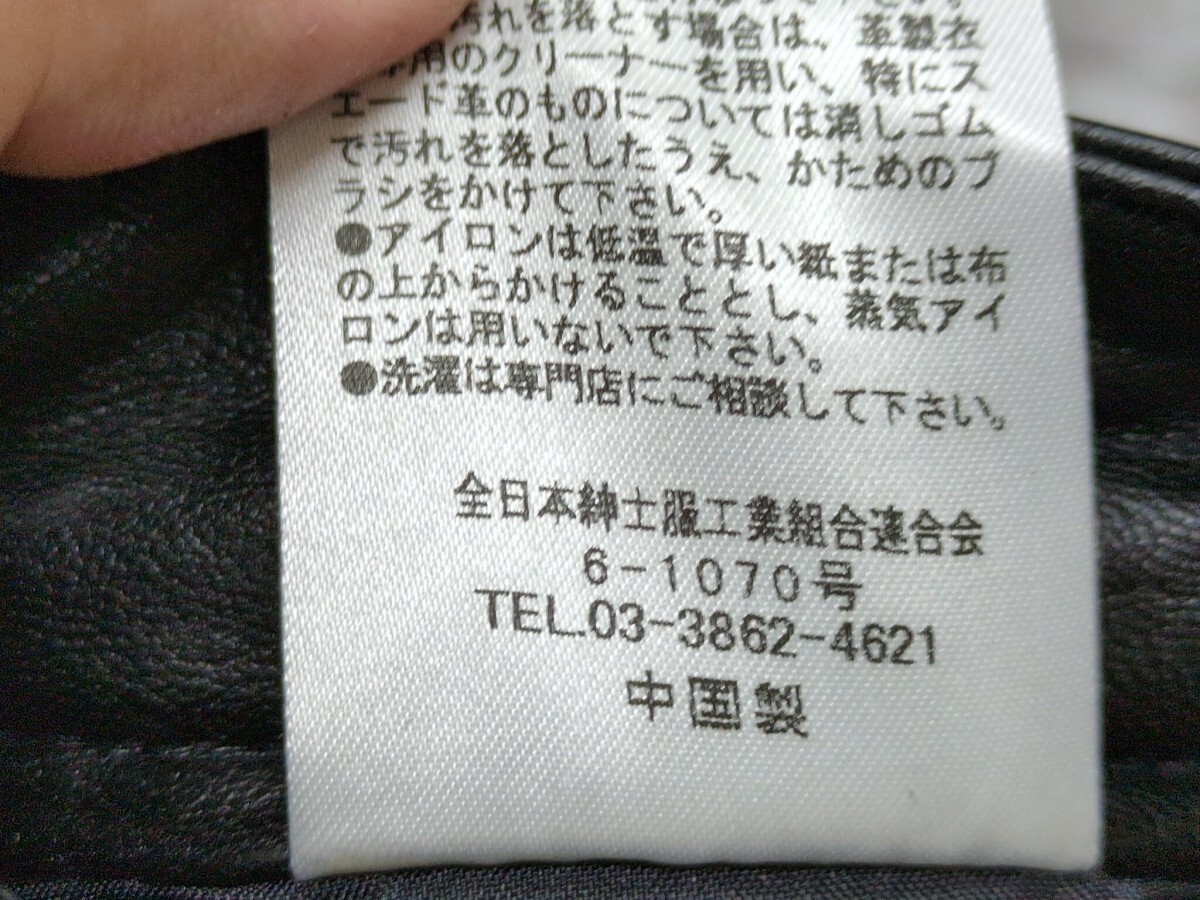 汚れを落とす場合は、革製衣
用のクリーナーを用い、特にス
エード革のものについては消しゴム
で汚れを落としたうえ、かためのブ
ラシをかけて下さい。
●アイロンは低温で厚い紙または布
の上からかけることとし、蒸気アイ
ロンは用いないで下さい。
●洗濯は専門店にご相談して下さい。
全日本紳士服工業組合連合会
6-1070号
TEL.03-3862-4621
中国製